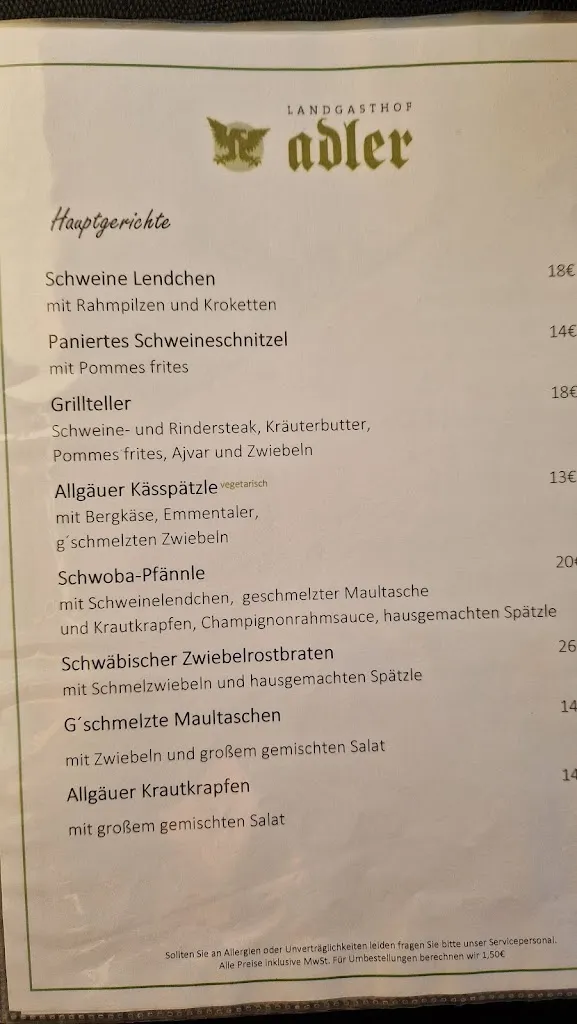 LANDGASTHOF
adler
Hauptgerichte
Schweine Lendchen 18€
mit Rahmpilzen und Kroketten
Paniertes Schweineschnitzel 14€
mit Pommes frites
Grillteller 18€
Schweine- und Rindersteak, Kräuterbutter,
Pommes frites, Ajvar und Zwiebeln
Allgäuer Kässpätzle vegetarisch 13€
mit Bergkäse, Emmentaler,
g´schmelzten Zwiebeln
Schwoba-Pfännle 20€
mit Schweinelendchen, geschmelzter Maultasche
und Krautkrapfen, Champignonrahmsauce, hausgemachten Spätzle
Schwäbischer Zwiebelrostbraten 26
mit Schmelzwiebeln und hausgemachten Spätzle
G´schmelzte Maultaschen 14
mit Zwiebeln und großem gemischten Salat
Allgäuer Krautkrapfen 14
mit großem gemischten Salat
Sollten Sie an Allergien oder Unverträglichkeiten leiden fragen Sie bitte unser Servicepersonal.
Alle Preise inklusive MwSt. Für Umbestellungen berechnen wir 1,50€